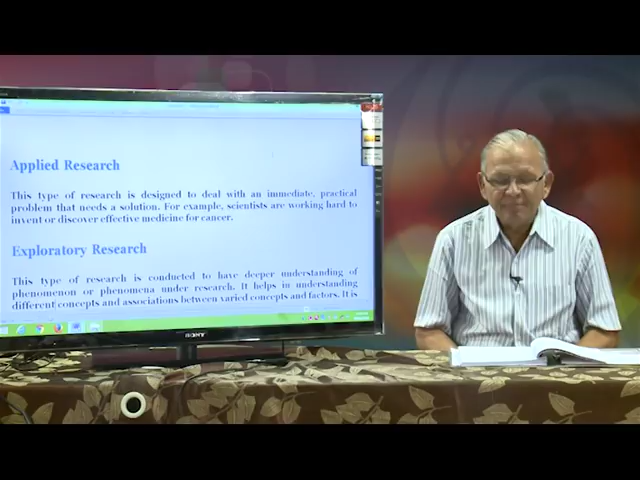 Applied Research
This type of research is designed to deal with an immediate, practical
problem that needs a solution. For example, scientists are working hard to
invent or discover effective medicine for cancer.
Exploratory Research
This type of research is conducted to have deeper understanding of
phenomenon or phenomena under research. It helps in understanding
different concepts and associations between varied concepts and factors. It is
SONY